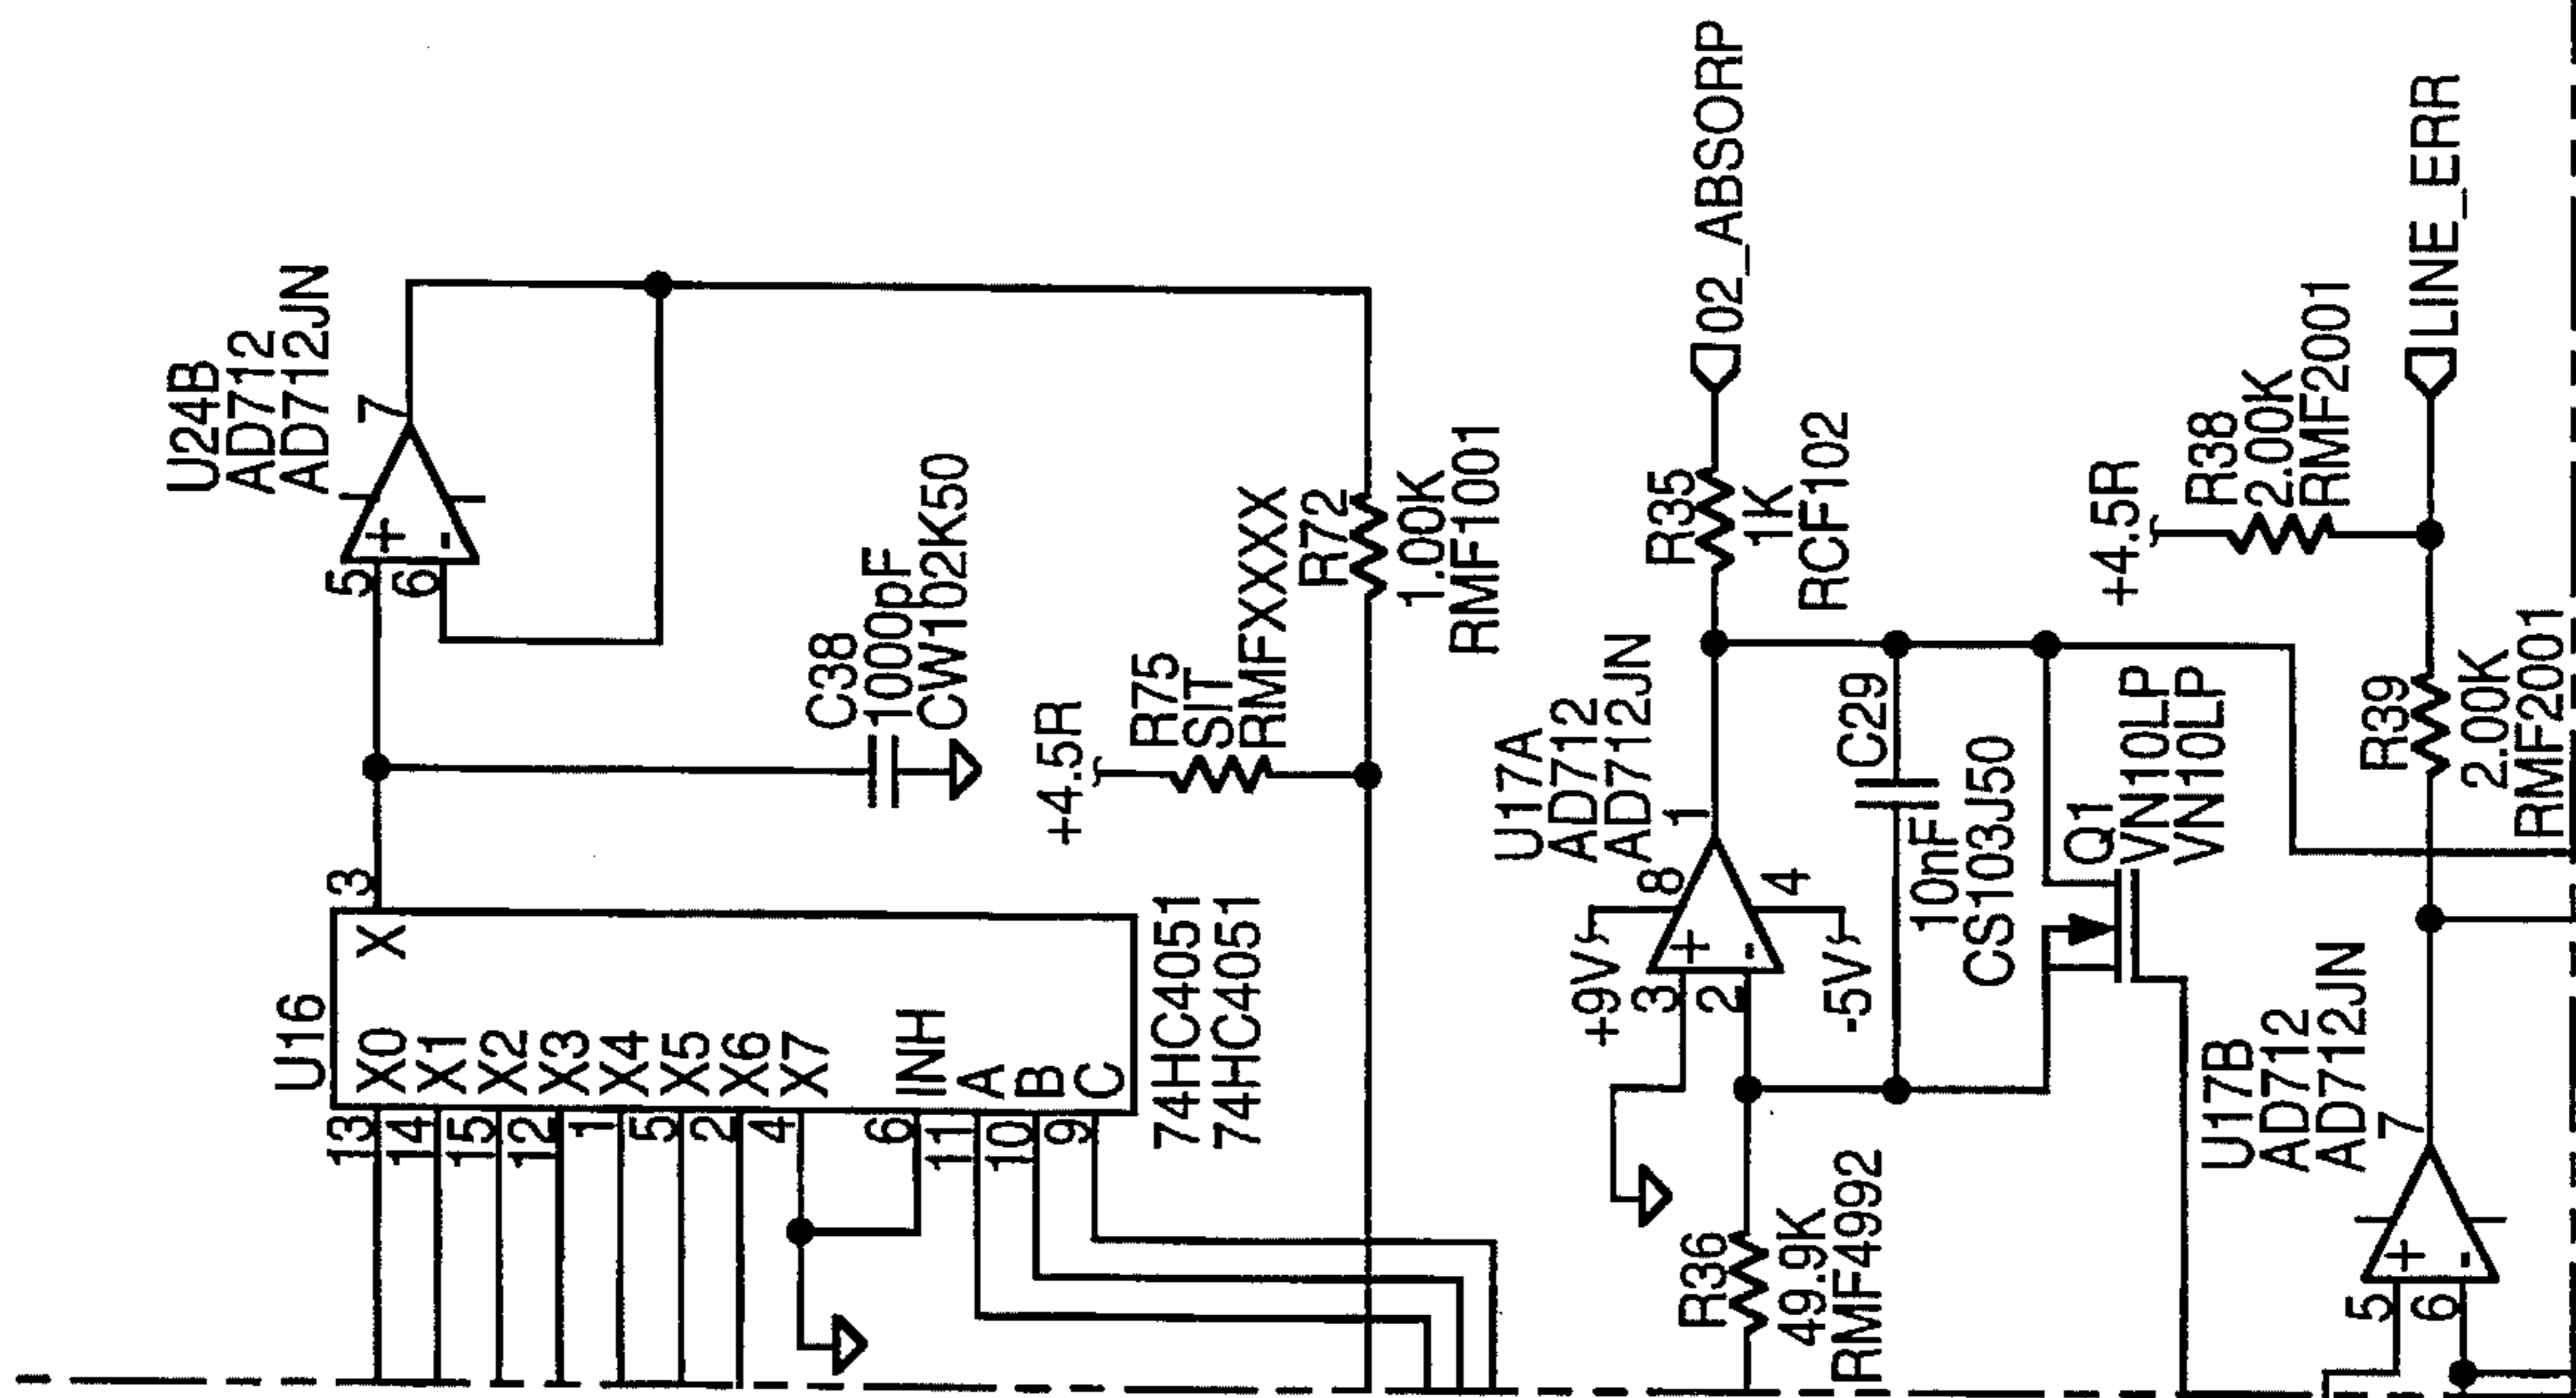 U24B
AD712
AD712JN
5
6
7
+
-
C38
1000pF
CW102K50
+4.5R
R75
SIT
RMFXXXX
R72
1.00K
RMF1001
U16
X
3
X0
X1
X2
X3
X4
X5
X6
X7
INH
A
B
C
13
14
15
12
1
5
2
4
6
11
10
9
74HC4051
74HC4051
02_ABSORP
R35
1K
RCF102
U17A
AD712
AD712JN
+9V
8
1
3
2
4
+
-
-5V
C29
10nF
CS103J50
Q1
VN10LP
VN10LP
R36
49.9K
RMF4992
LINE_ERR
+4.5R
R38
2.00K
RMF2001
R39
2.00K
RMF2001
U17B
AD712
AD712JN
7
5
6
+
-